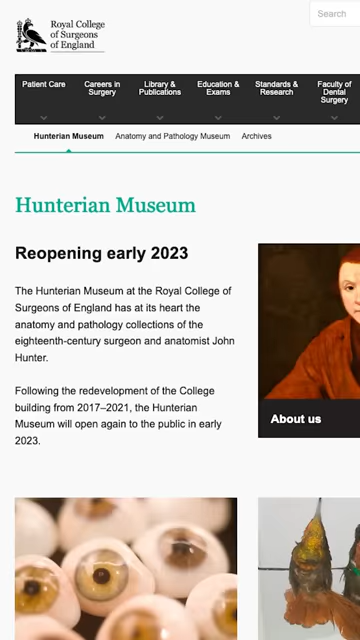 Royal College
of Surgeons
of England
Search
Patient Care
Careers in
Surgery
Library &
Publications
Education &
Exams
Standards &
Research
Faculty of
Dental
Surgery
Hunterian Museum
Anatomy and Pathology Museum
Archives
Hunterian Museum
Reopening early 2023
The Hunterian Museum at the Royal College of
Surgeons of England has at its heart the
anatomy and pathology collections of the
eighteenth-century surgeon and anatomist John
Hunter.
Following the redevelopment of the College
building from 2017–2021, the Hunterian
Museum will open again to the public in early
2023.
About us